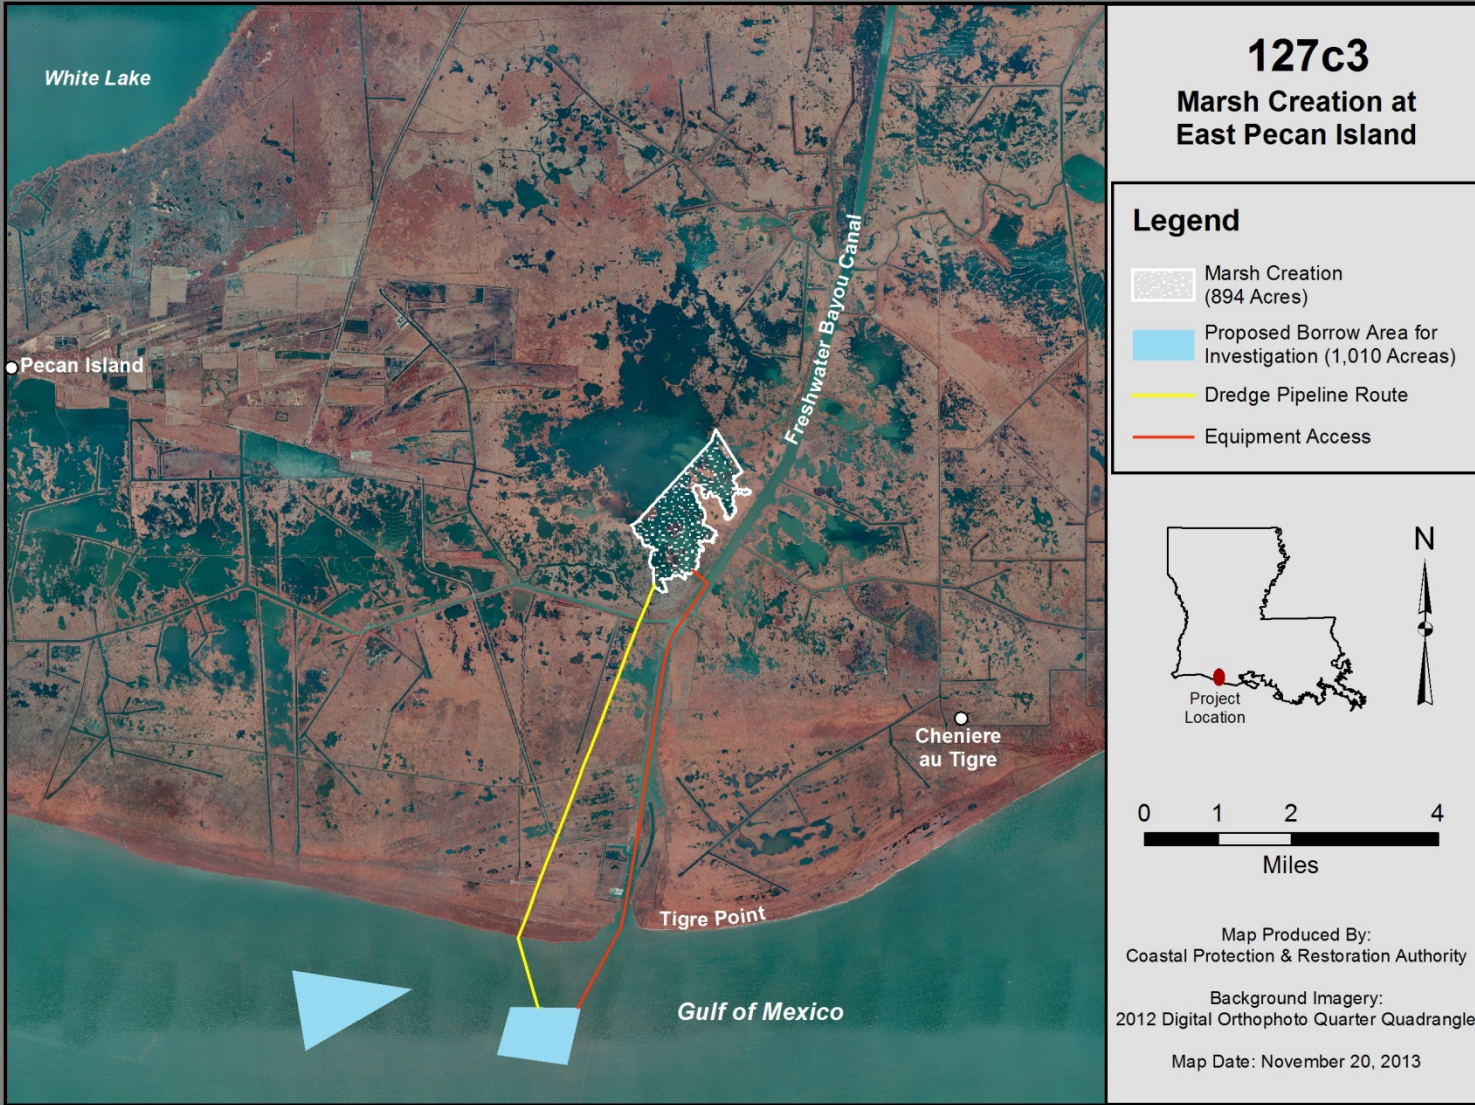 White Lake
Pecan Island
Freshwater Bayou Canal
Cheniere
au Tigre
Tigre Point
Gulf of Mexico
127c3
Marsh Creation at
East Pecan Island
Legend
Marsh Creation
(894 Acres)
Proposed Borrow Area for
Investigation (1,010 Acreas)
Dredge Pipeline Route
Equipment Access
N
Project
Location
0 1 2 4
Miles
Map Produced By:
Coastal Protection & Restoration Authority
Background Imagery:
2012 Digital Orthophoto Quarter Quadrangle
Map Date: November 20, 2013